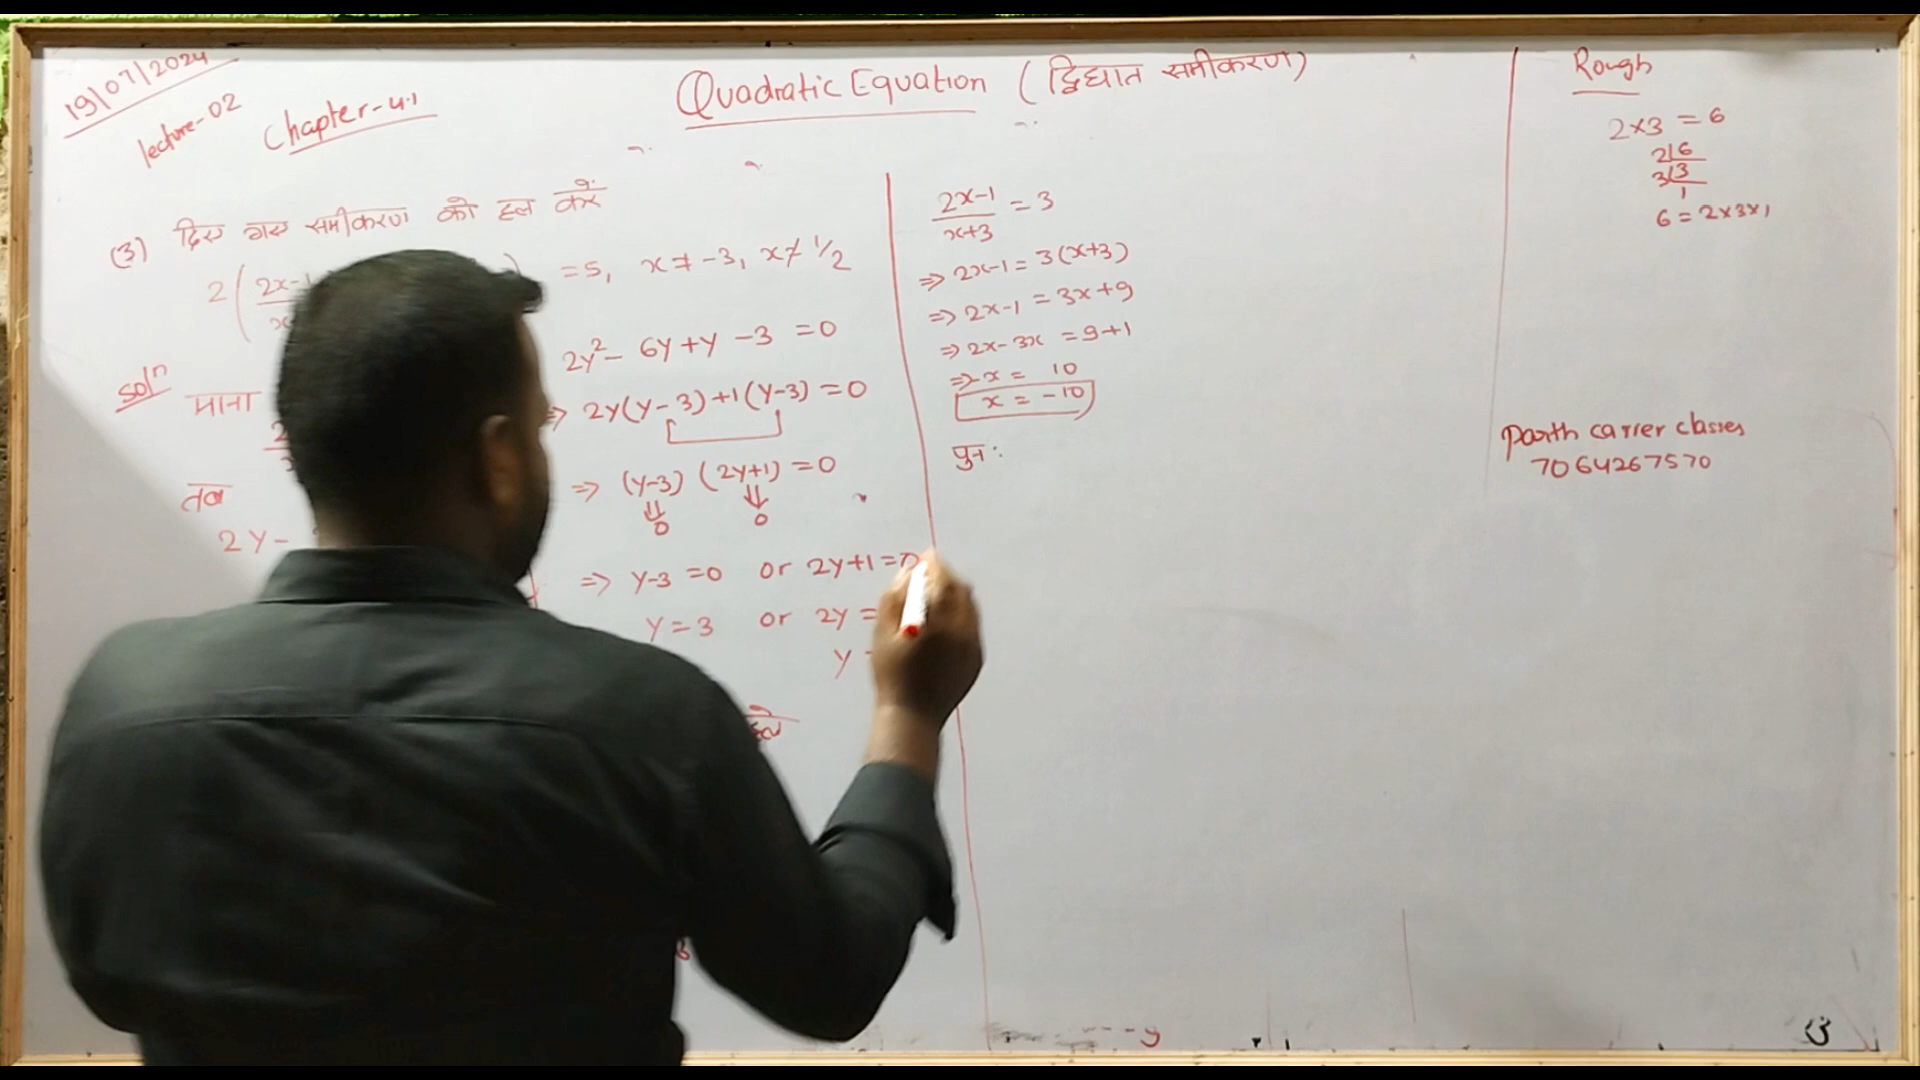 19/07/2024
lecture-02
Chapter-4.1
Quadratic Equation (द्विघात समीकरण)
(3) दिए गए समीकरण को हल करें
2(2x-1
=5, x≠-3, x≠1/2
Solⁿ
माना
तब
2y-
2y²- 6y+y -3 =0
⇒ 2y(y-3)+1(y-3)=0
⇒ (y-3) (2y+1)=0
⇓ ⇓
0 0
⇒ y-3 =0 or 2y+1=0
y=3 or 2y =
y
2x-1/x+3 = 3
⇒ 2x-1 = 3(x+3)
⇒ 2x-1 = 3x+9
⇒ 2x-3x = 9+1
⇒ -x = 10
x = -10
पुनः
Rough
2×3 = 6
2|6
3|3
1
6 = 2×3×1
Parth carrer classes
7064267570